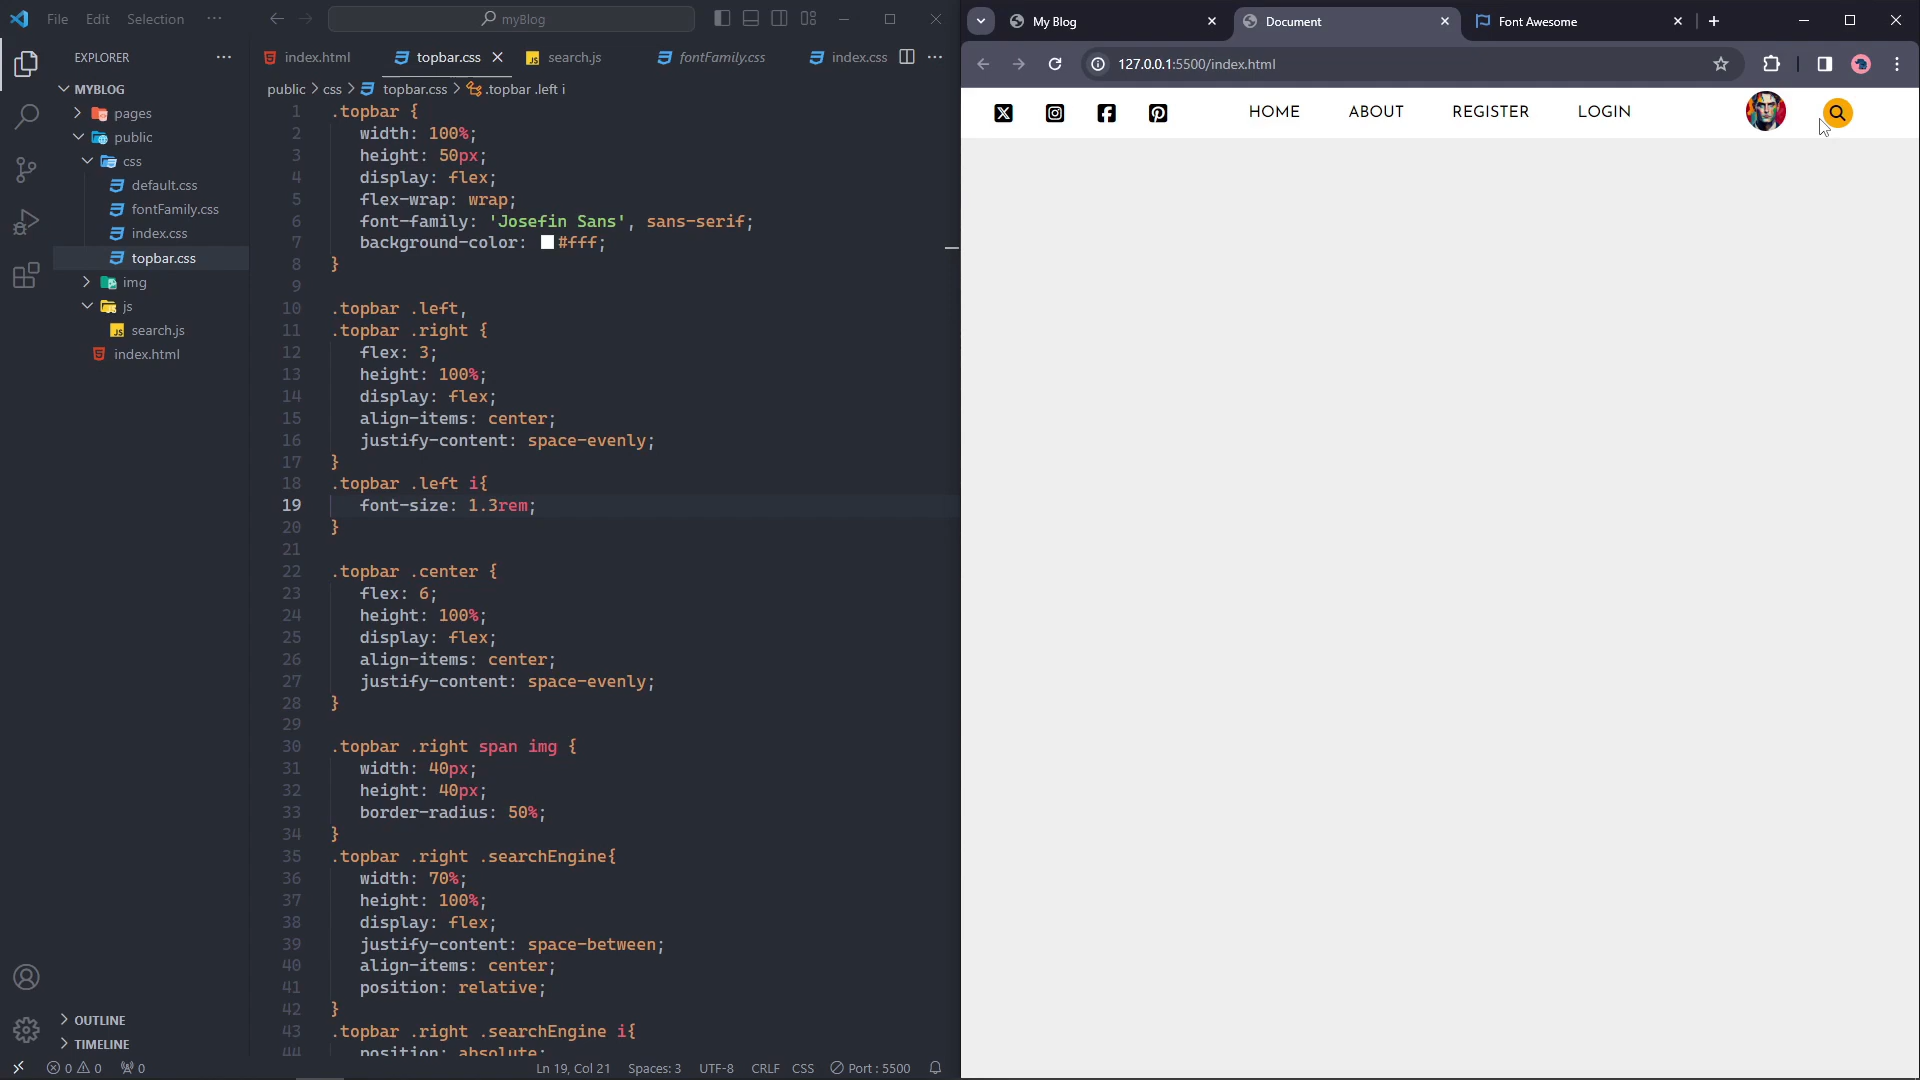 File Edit Selection ···
myBlog
EXPLORER ···
MYBLOG
pages
public
css
default.css
fontFamily.css
index.css
topbar.css
img
js
search.js
index.html
OUTLINE
TIMELINE
index.html topbar.css search.js fontFamily.css index.css ···
public > css > topbar.css > .topbar .left i
1 .topbar {
2 width: 100%;
3 height: 50px;
4 display: flex;
5 flex-wrap: wrap;
6 font-family: 'Josefin Sans', sans-serif;
7 background-color: #fff;
8 }
9
10 .topbar .left,
11 .topbar .right {
12 flex: 3;
13 height: 100%;
14 display: flex;
15 align-items: center;
16 justify-content: space-evenly;
17 }
18 .topbar .left i{
19 font-size: 1.3rem;
20 }
21
22 .topbar .center {
23 flex: 6;
24 height: 100%;
25 display: flex;
26 align-items: center;
27 justify-content: space-evenly;
28 }
29
30 .topbar .right span img {
31 width: 40px;
32 height: 40px;
33 border-radius: 50%;
34 }
35 .topbar .right .searchEngine{
36 width: 70%;
37 height: 100%;
38 display: flex;
39 justify-content: space-between;
40 align-items: center;
41 position: relative;
42 }
43 .topbar .right .searchEngine i{
44 position: absolute;
0 0 0 Ln 19, Col 21 Spaces: 3 UTF-8 CRLF CSS Port : 5500
My Blog Document Font Awesome
127.0.0.1:5500/index.html
HOME ABOUT REGISTER LOGIN